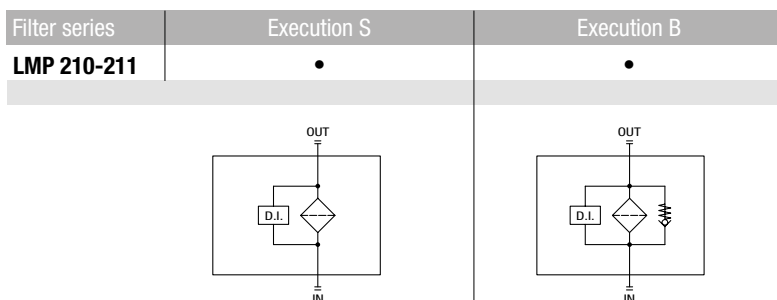 Filter series Execution S Execution B
LMP 210-211 • •
OUT OUT
D.I. D.I.
IN IN